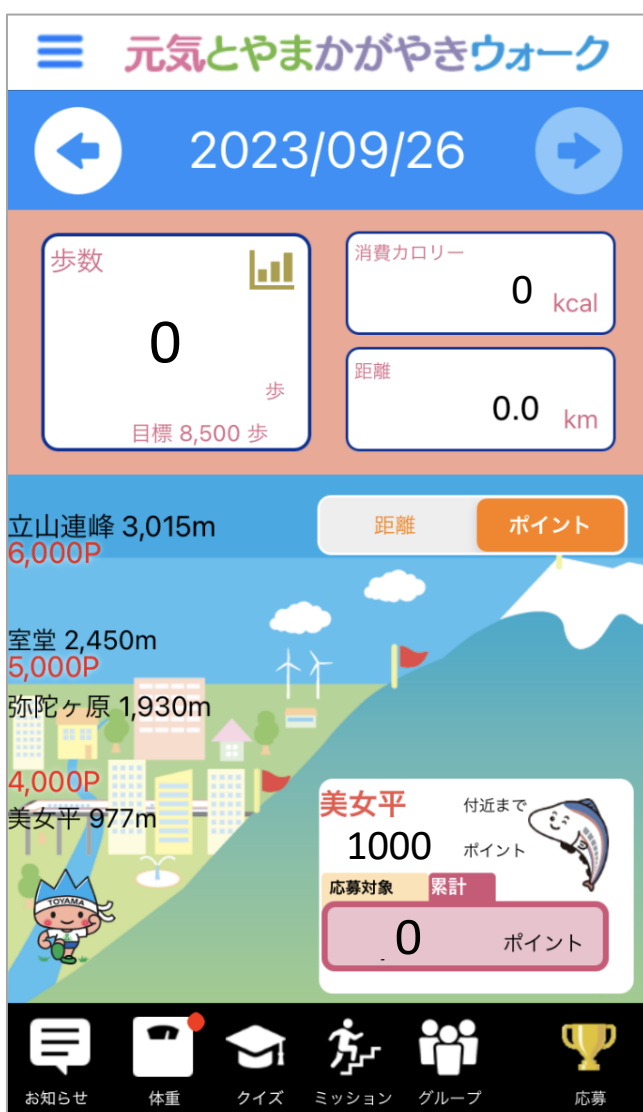 元気とやまかがやきウォーク
2023/09/26
歩数
0
歩
目標 8,500 歩
消費カロリー
0 kcal
距離
0.0 km
距離 ポイント
立山連峰 3,015m
6,000P
室堂 2,450m
5,000P
弥陀ヶ原 1,930m
4,000P
美女平 977m
TOYAMA
美女平 付近まで
1000 ポイント
応募対象 累計
0 ポイント
お知らせ 体重 クイズ ミッション グループ 応募